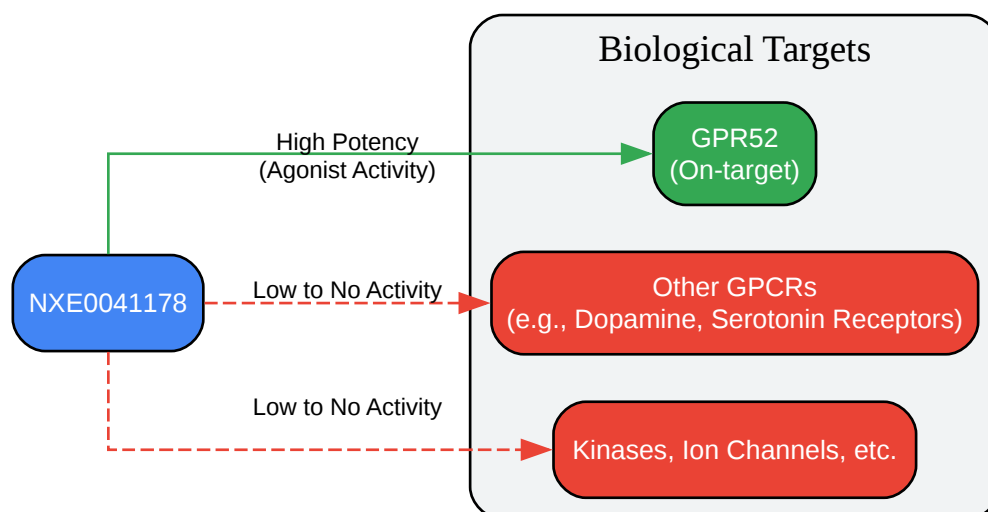 Biological Targets
High Potency
(Agonist Activity)
GPR52
(On-target)
NXE0041178
Low to No Activity
Other GPCRs
(e.g., Dopamine, Serotonin Receptors)
Low to No Activity
Kinases, Ion Channels, etc.